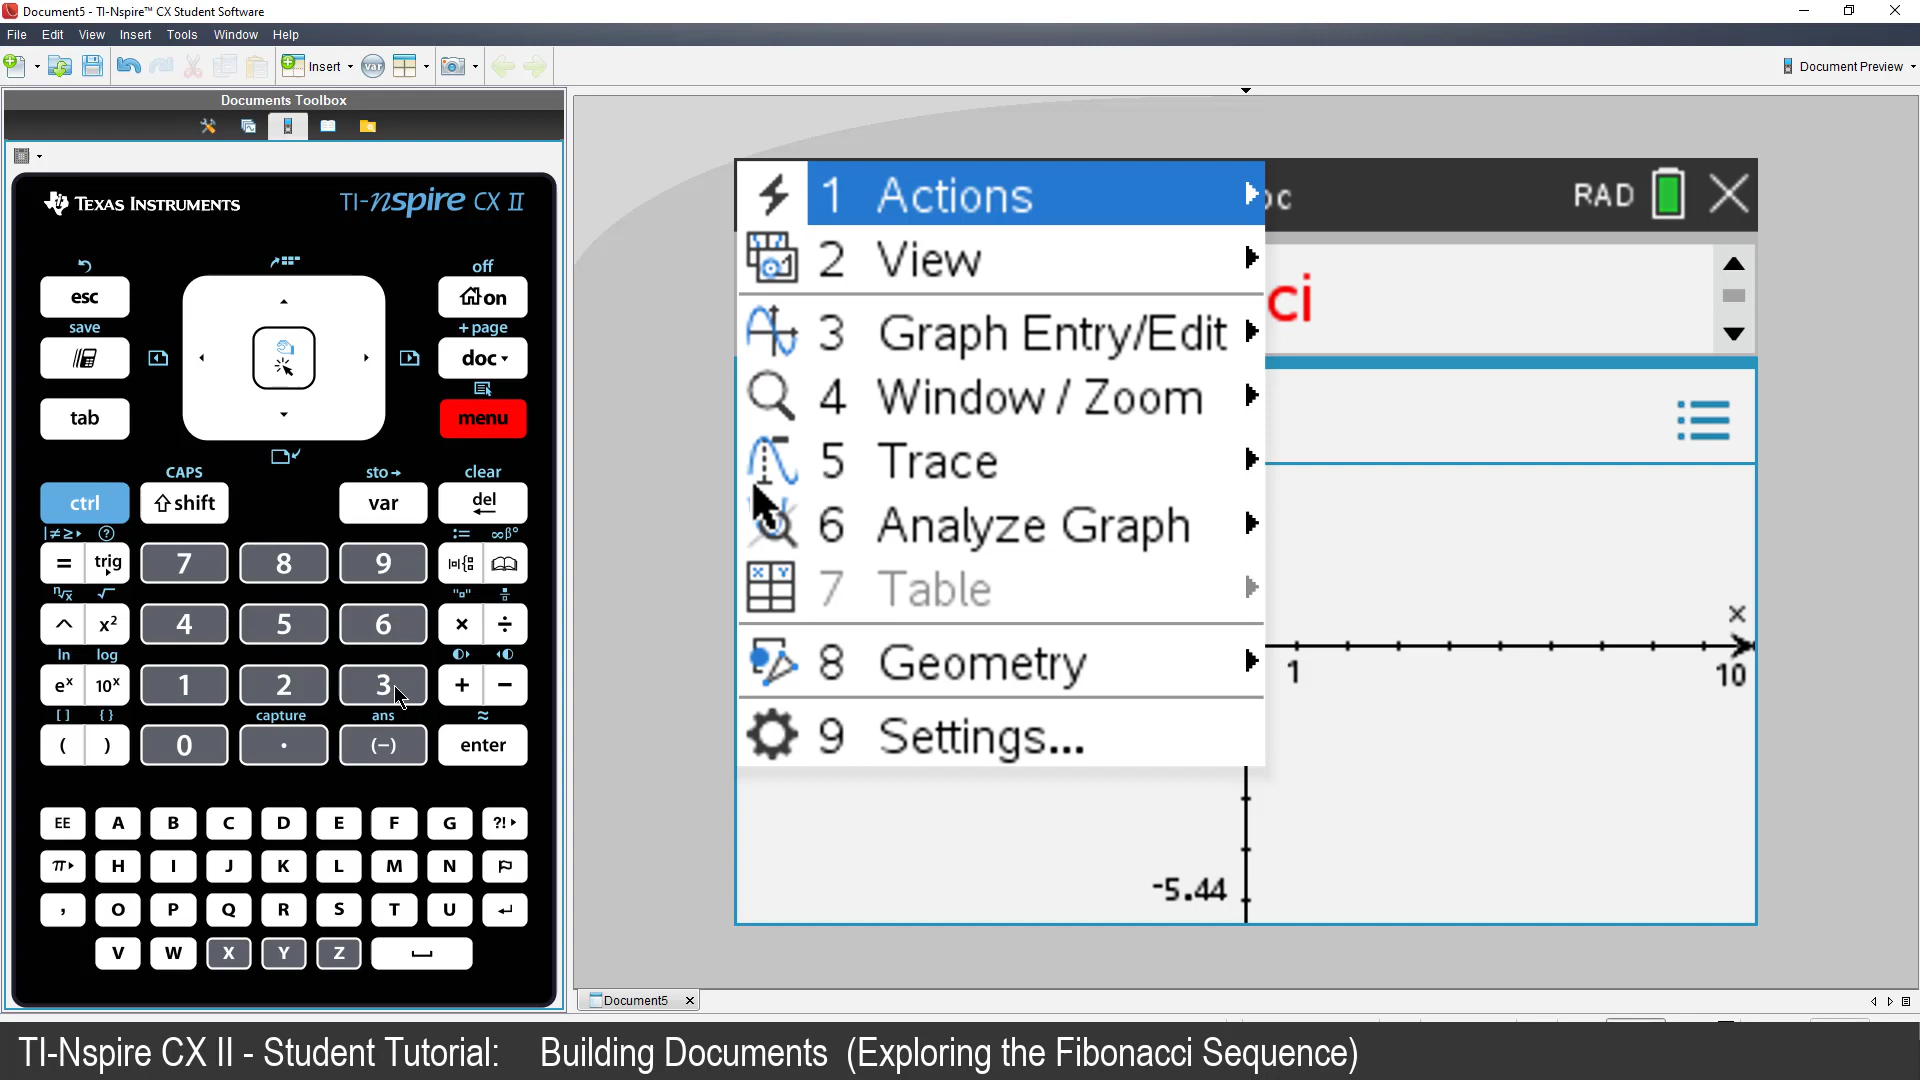 Document5 - TI-Nspire™ CX Student Software
File Edit View Insert Tools Window Help
Insert var Document Preview
Documents Toolbox
TEXAS INSTRUMENTS TI-nspire CX II
off
esc on
save + page
doc
tab menu
CAPS sto→ clear
ctrl shift var del
|≠≥▸ ? := ∞β°
= trig 7 8 9
ⁿ√x √ "▫"
^ x² 4 5 6 × ÷
ln log
eˣ 10ˣ 1 2 3 + −
[ ] { } capture ans ≈
( ) 0 . (−) enter
EE A B C D E F G ?!▸
π▸ H I J K L M N
, O P Q R S T U
V W X Y Z
1 Actions
oc RAD
2 View
ci
3 Graph Entry/Edit
4 Window / Zoom
5 Trace
6 Analyze Graph
7 Table
x
8 Geometry
1 10
9 Settings...
-5.44
Document5
TI-Nspire CX II - Student Tutorial: Building Documents (Exploring the Fibonacci Sequence)